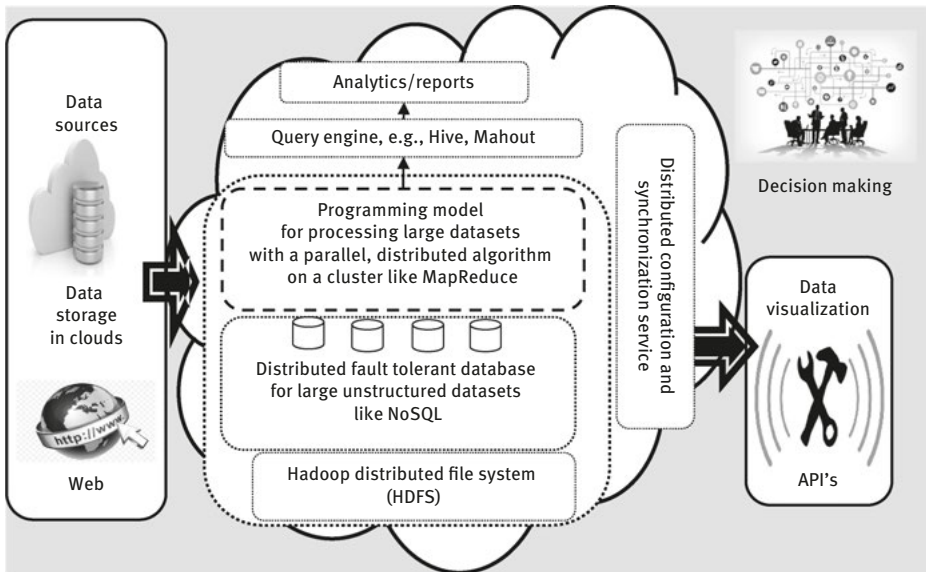 Data
sources
Data
storage
in clouds
http://www.
Web
Analytics/reports
Query engine, e.g., Hive, Mahout
Programming model
for processing large datasets
with a parallel, distributed algorithm
on a cluster like MapReduce
Distributed fault tolerant database
for large unstructured datasets
like NoSQL
Hadoop distributed file system
(HDFS)
Distributed configuration and
synchronization service
Decision making
Data
visualization
API's